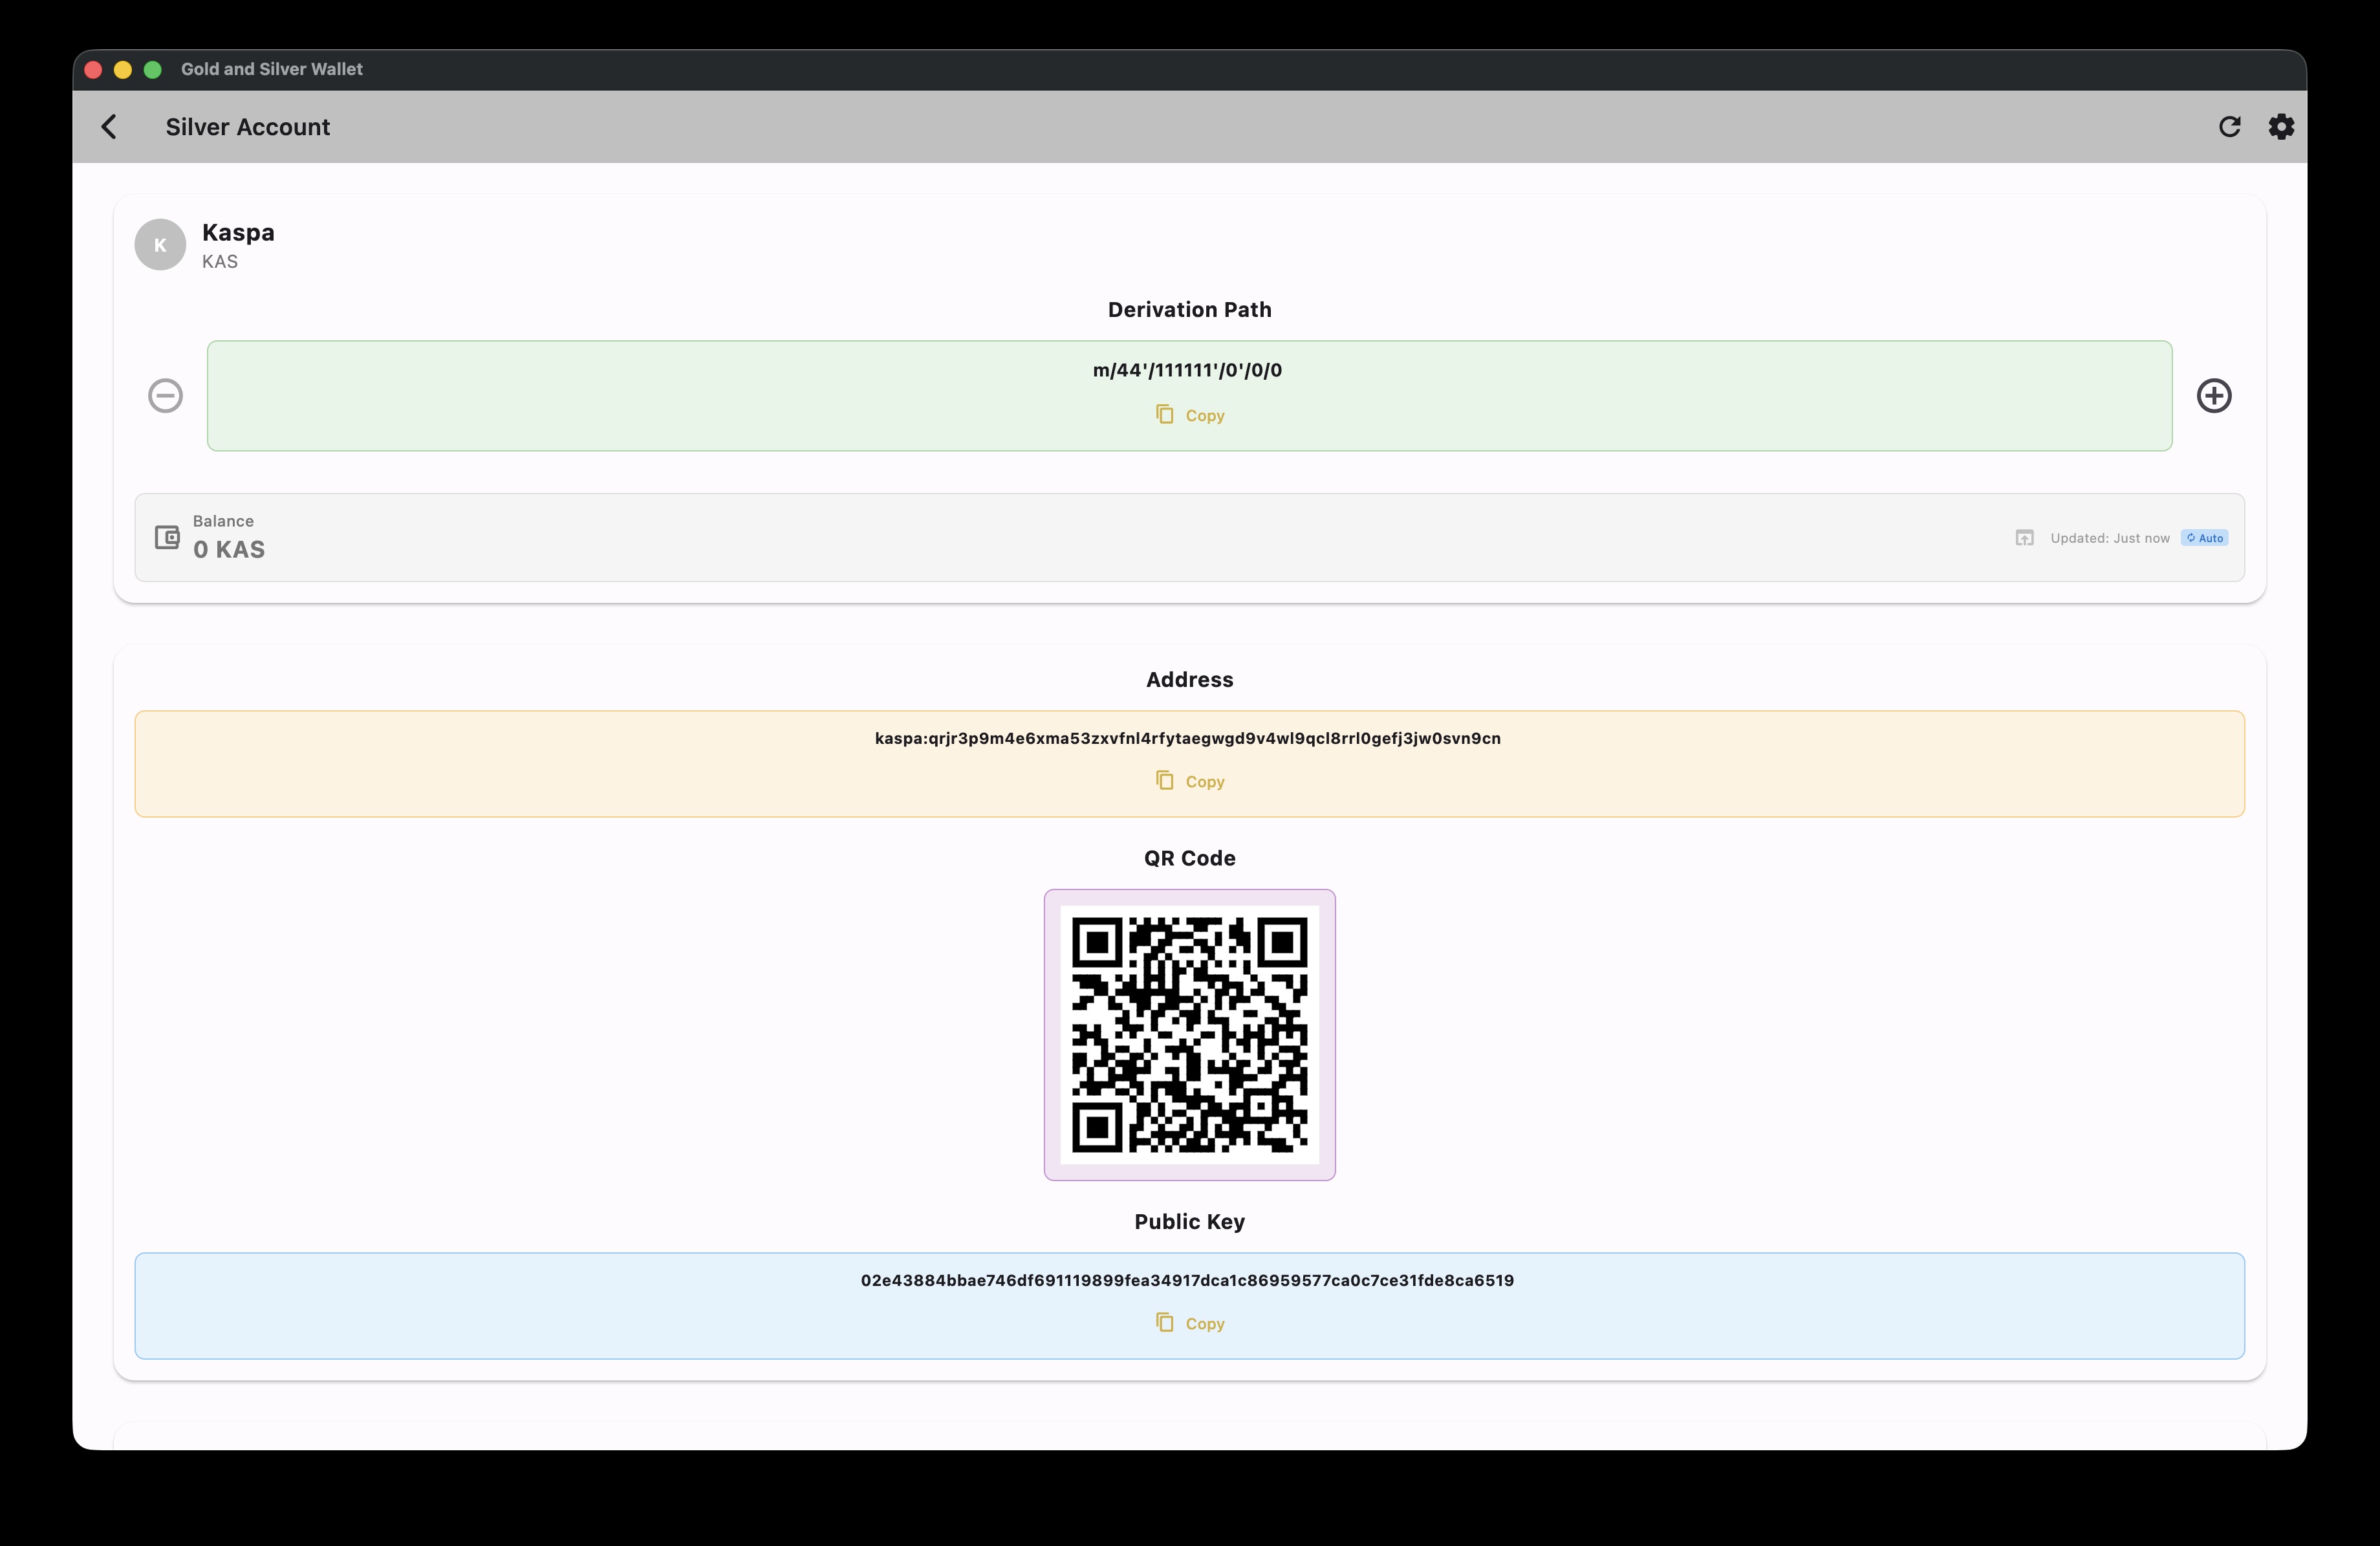 Gold and Silver Wallet
Silver Account
K
Kaspa
KAS
Derivation Path
m/44'/111111'/0'/0/0
Copy
Balance
0 KAS
Updated: Just now
Auto
Address
kaspa:qrjr3p9m4e6xma53zxvfnl4rfytaegwgd9v4wl9qcl8rrl0gefj3jw0svn9cn
Copy
QR Code
Public Key
02e43884bbae746df691119899fea34917dca1c86959577ca0c7ce31fde8ca6519
Copy